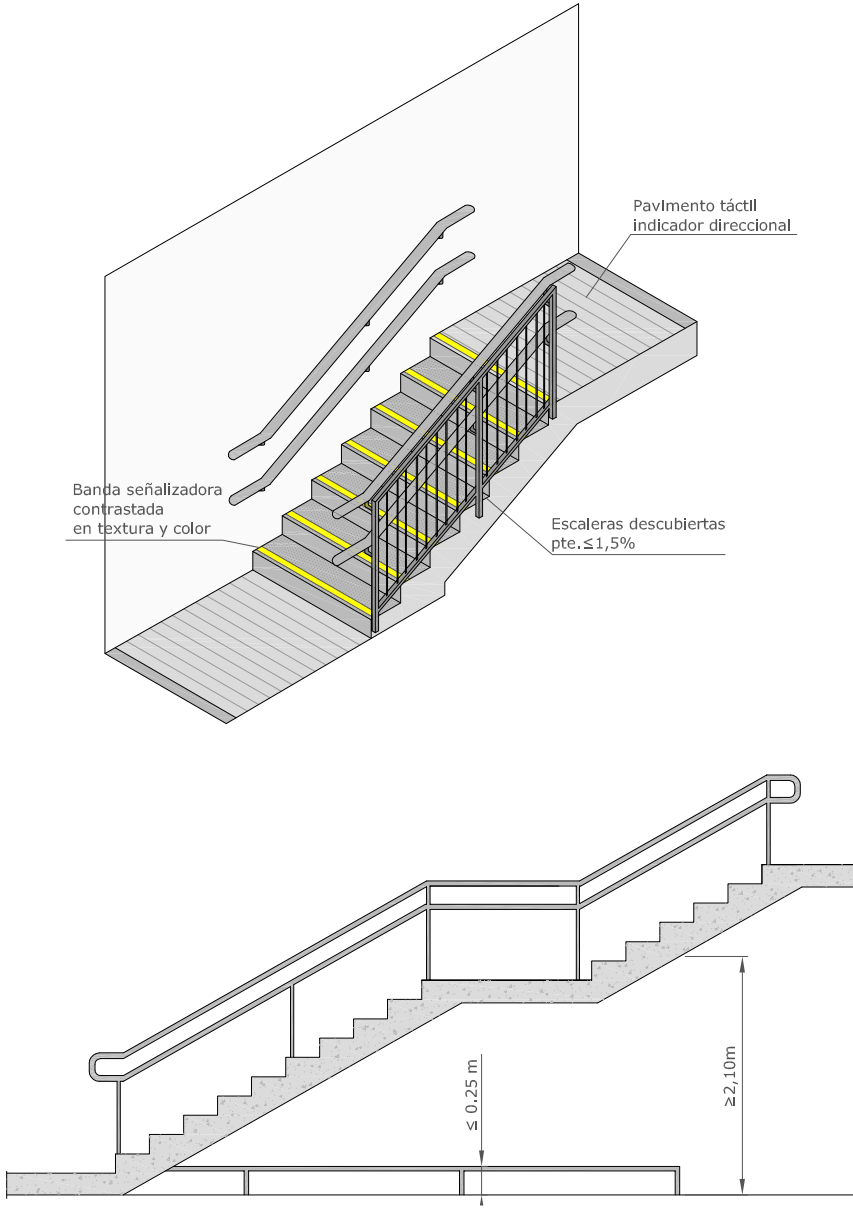 Pavimento táctil
indicador direccional
Banda señalizadora
contrastada
en textura y color
Escaleras descubiertas
pte.≤1,5%
≤ 0.25 m
≥2,10m